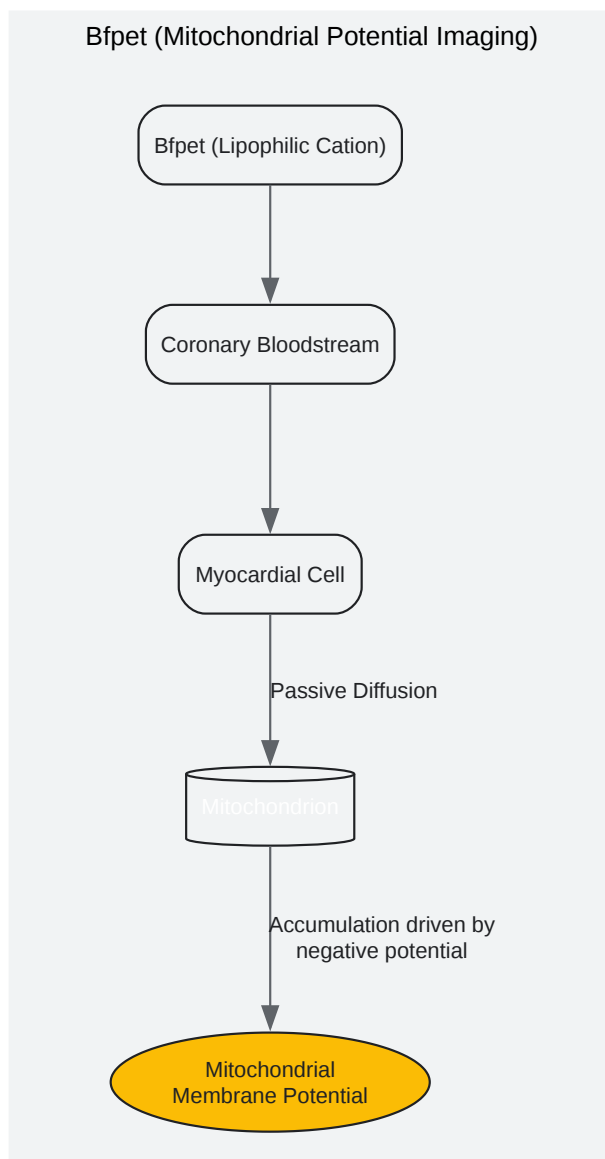 Bfpet (Mitochondrial Potential Imaging)
Bfpet (Lipophilic Cation)
Coronary Bloodstream
Myocardial Cell
Passive Diffusion
Mitochondrion
Accumulation driven by
negative potential
Mitochondrial
Membrane Potential